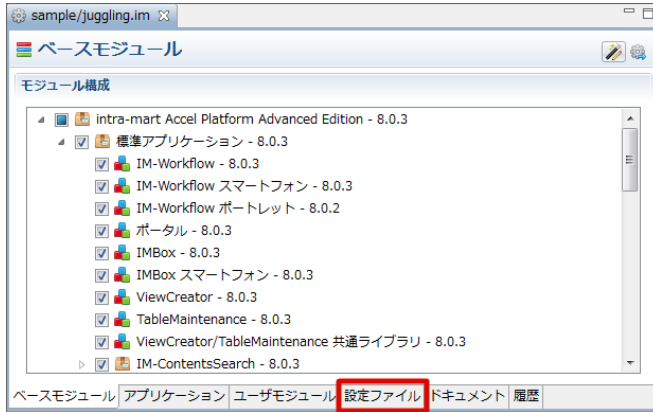 sample/juggling.im
ベースモジュール
モジュール構成
intra-mart Accel Platform Advanced Edition - 8.0.3
標準アプリケーション - 8.0.3
IM-Workflow - 8.0.3
IM-Workflow スマートフォン - 8.0.3
IM-Workflow ポートレット - 8.0.2
ポータル - 8.0.3
IMBox - 8.0.3
IMBox スマートフォン - 8.0.3
ViewCreator - 8.0.3
TableMaintenance - 8.0.3
ViewCreator/TableMaintenance 共通ライブラリ - 8.0.3
IM-ContentsSearch - 8.0.3
ベースモジュール アプリケーション ユーザモジュール 設定ファイル ドキュメント 履歴